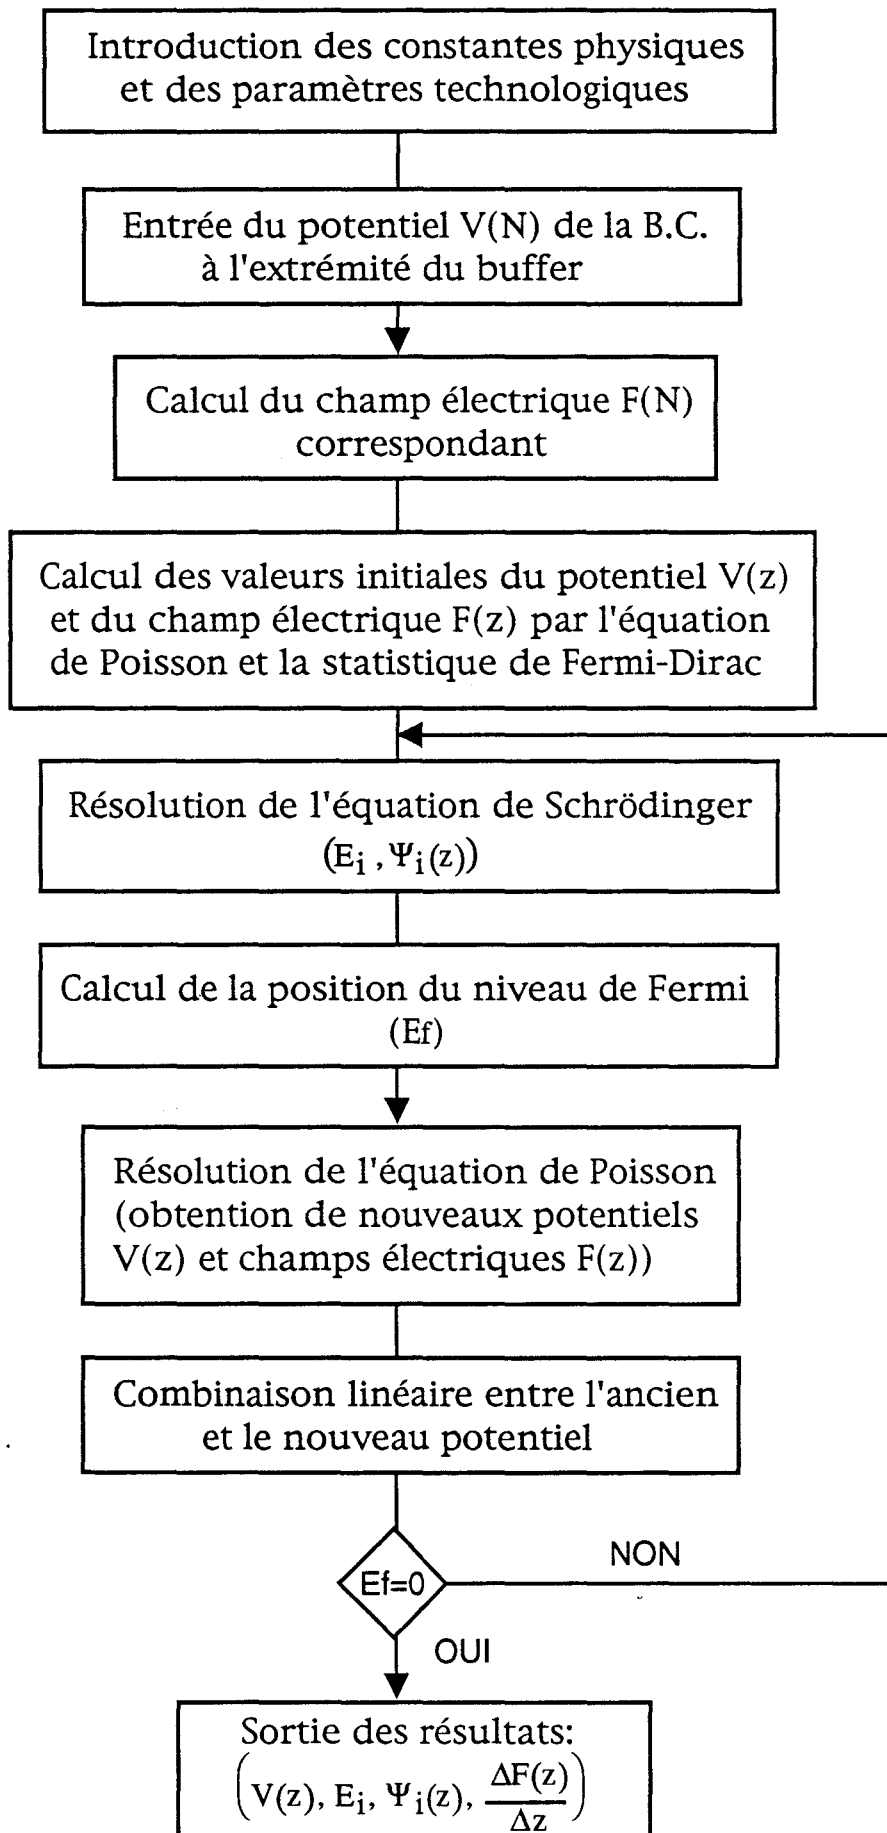 Introduction des constantes physiques
et des paramètres technologiques
Entrée du potentiel V(N) de la B.C.
à l'extrémité du buffer
Calcul du champ électrique F(N)
correspondant
Calcul des valeurs initiales du potentiel V(z)
et du champ électrique F(z) par l'équation
de Poisson et la statistique de Fermi-Dirac
Résolution de l'équation de Schrödinger
(E_i , Ψ_i(z))
Calcul de la position du niveau de Fermi
(Ef)
Résolution de l'équation de Poisson
(obtention de nouveaux potentiels
V(z) et champs électriques F(z))
Combinaison linéaire entre l'ancien
et le nouveau potentiel
Ef=0
NON
OUI
Sortie des résultats:
(V(z), E_i, Ψ_i(z), ΔF(z)/Δz)